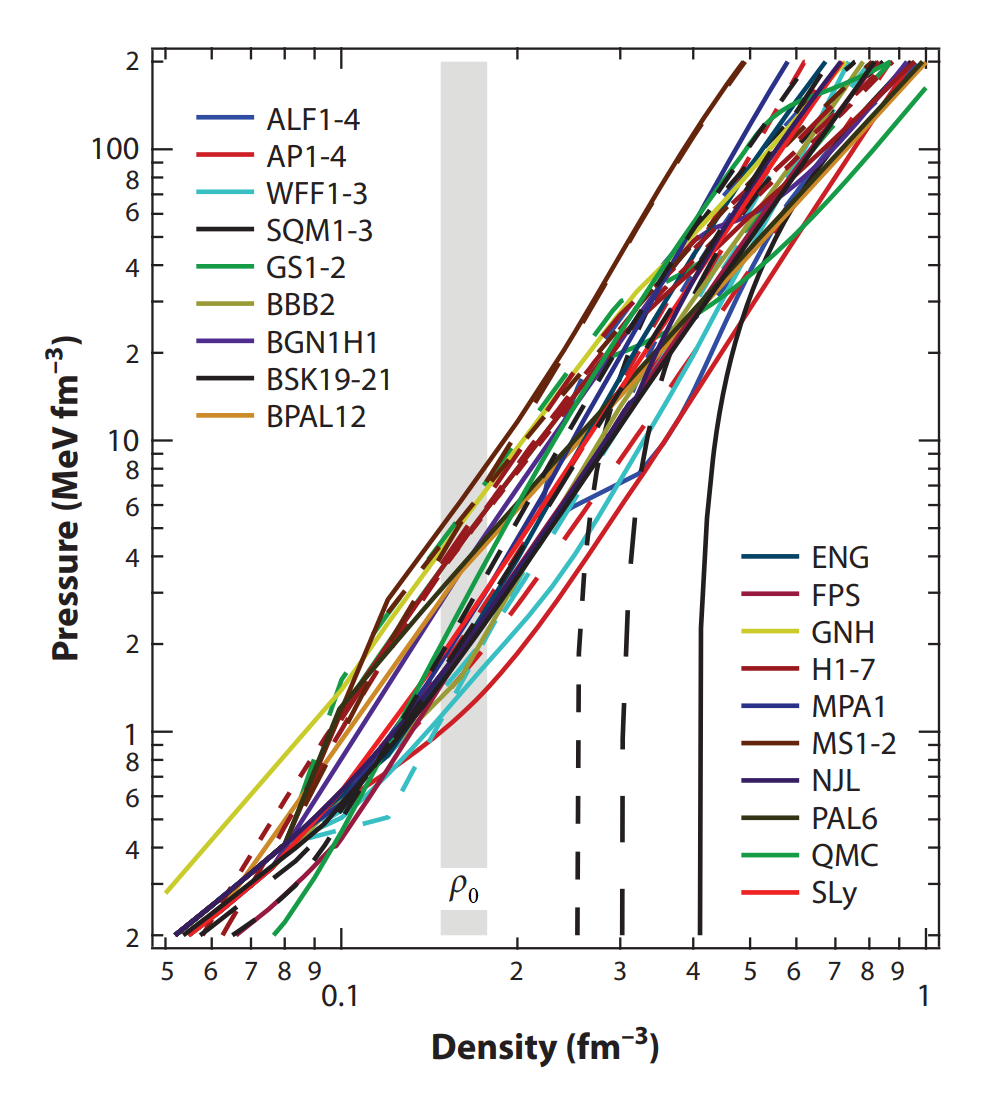 2
100
8
6
4
2
10
8
6
4
2
1
8
6
4
2
Pressure (MeV fm−3)
ALF1-4
AP1-4
WFF1-3
SQM1-3
GS1-2
BBB2
BGN1H1
BSK19-21
BPAL12
ρ0
ENG
FPS
GNH
H1-7
MPA1
MS1-2
NJL
PAL6
QMC
SLy
5 6 7 8 9 2 3 4 5 6 7 8 9
0.1 1
Density (fm−3)